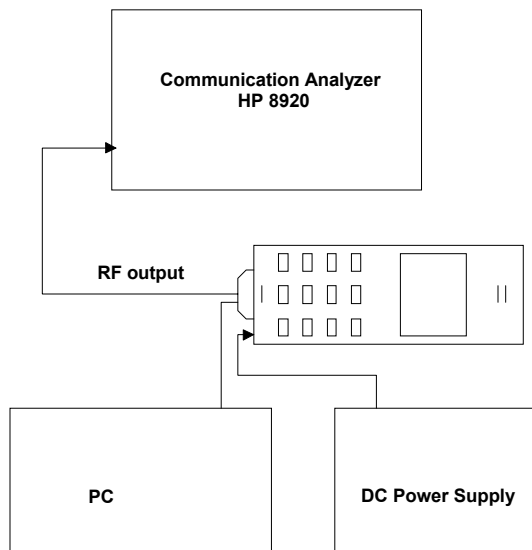 Communication Analyzer
HP 8920
RF output
PC
DC Power Supply